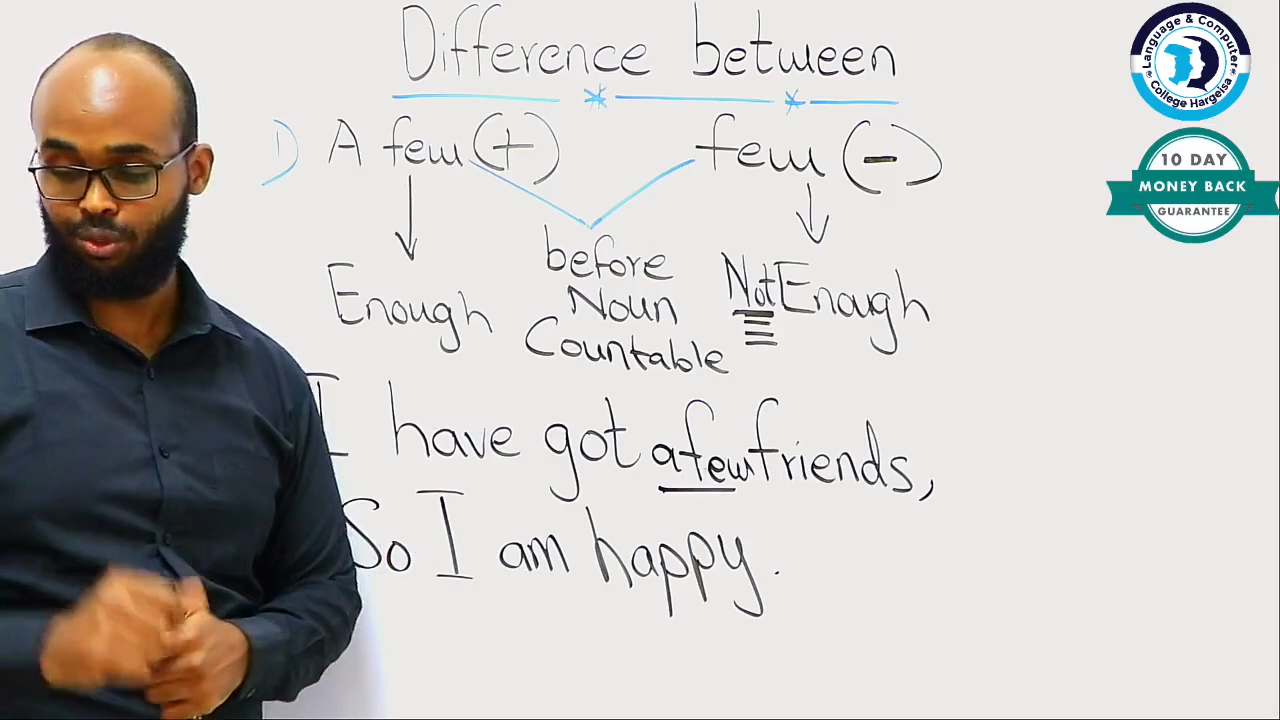 Difference between
1) A few (+) few (-)
Enough before Noun Countable Not Enough
I have got a few friends,
So I am happy.
Language & Computer
College Hargeisa
10 DAY
MONEY BACK
GUARANTEE